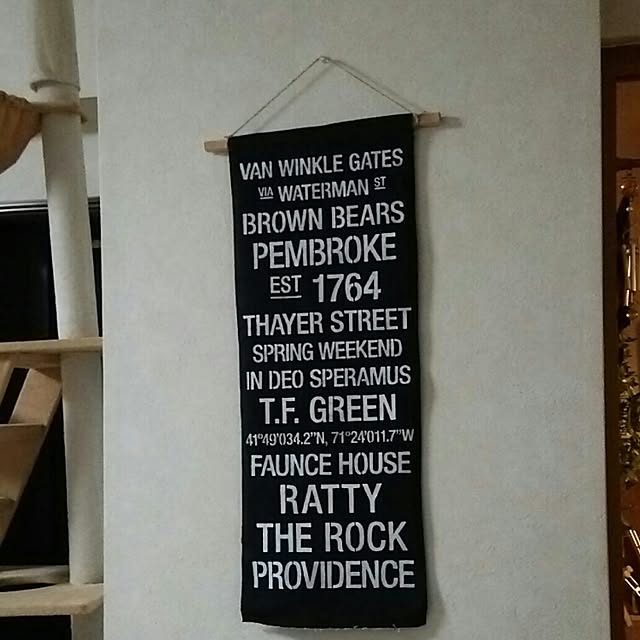 VAN WINKLE GATES
VIA WATERMAN ST
BROWN BEARS
PEMBROKE
EST 1764
THAYER STREET
SPRING WEEKEND
IN DEO SPERAMUS
T.F. GREEN
41°49'034.2"N, 71°24'011.7"W
FAUNCE HOUSE
RATTY
THE ROCK
PROVIDENCE